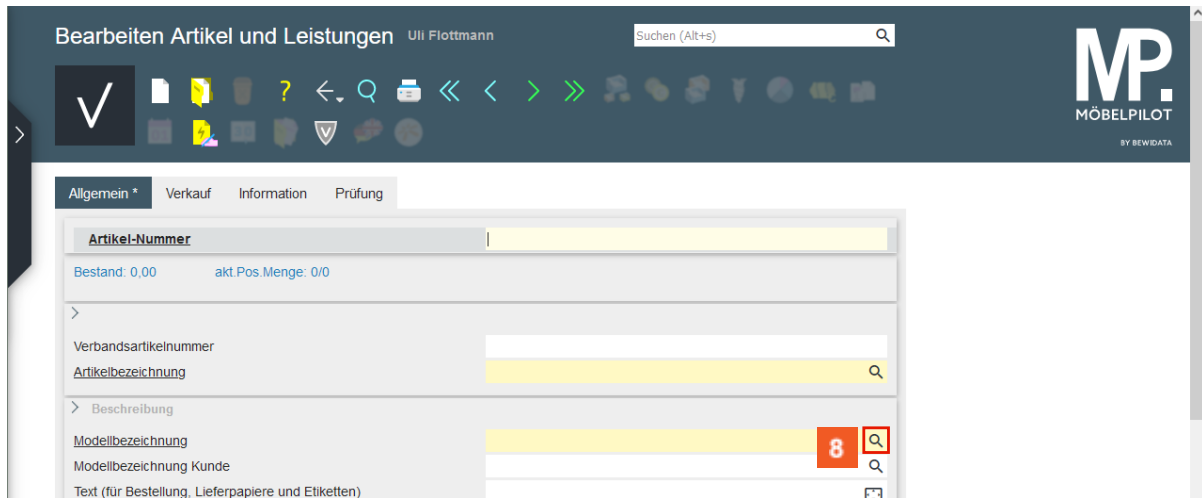 Bearbeiten Artikel und Leistungen Uli Flottmann
Suchen (Alt+s)
MP.
MÖBELPILOT
BY BEWIDATA
Allgemein * Verkauf Information Prüfung
Artikel-Nummer
Bestand: 0,00 akt.Pos.Menge: 0/0
Verbandsartikelnummer
Artikelbezeichnung
Beschreibung
Modellbezeichnung
8
Modellbezeichnung Kunde
Text (für Bestellung, Lieferpapiere und Etiketten)